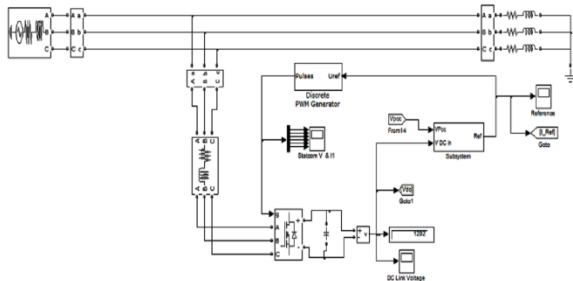 A
B
C
A a
B b
C c
A a
B b
C c
A B C
a b c
Pulses
Uref
Discrete
PWM Generator
Reference
Vpcc
From14
VPcc
V DC in
Ref
Subsystem
[I_Ref]
Goto
Statcom V & I1
A B C
A B C
Vdc
Goto1
g
A
B
C
+
-
+
-
v
1202
DC Link Voltage